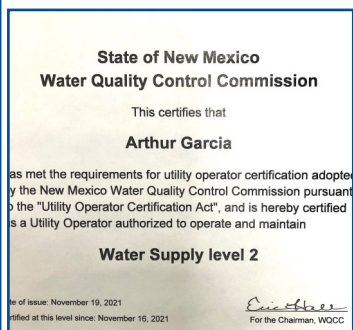 State of New Mexico
Water Quality Control Commission
This certifies that
Arthur Garcia
as met the requirements for utility operator certification adopte
y the New Mexico Water Quality Control Commission pursuant
o the "Utility Operator Certification Act", and is hereby certified
s a Utility Operator authorized to operate and maintain
Water Supply level 2
te of issue: November 19, 2021
rtified at this level since: November 16, 2021
Eric Hall
For the Chairman, WQCC